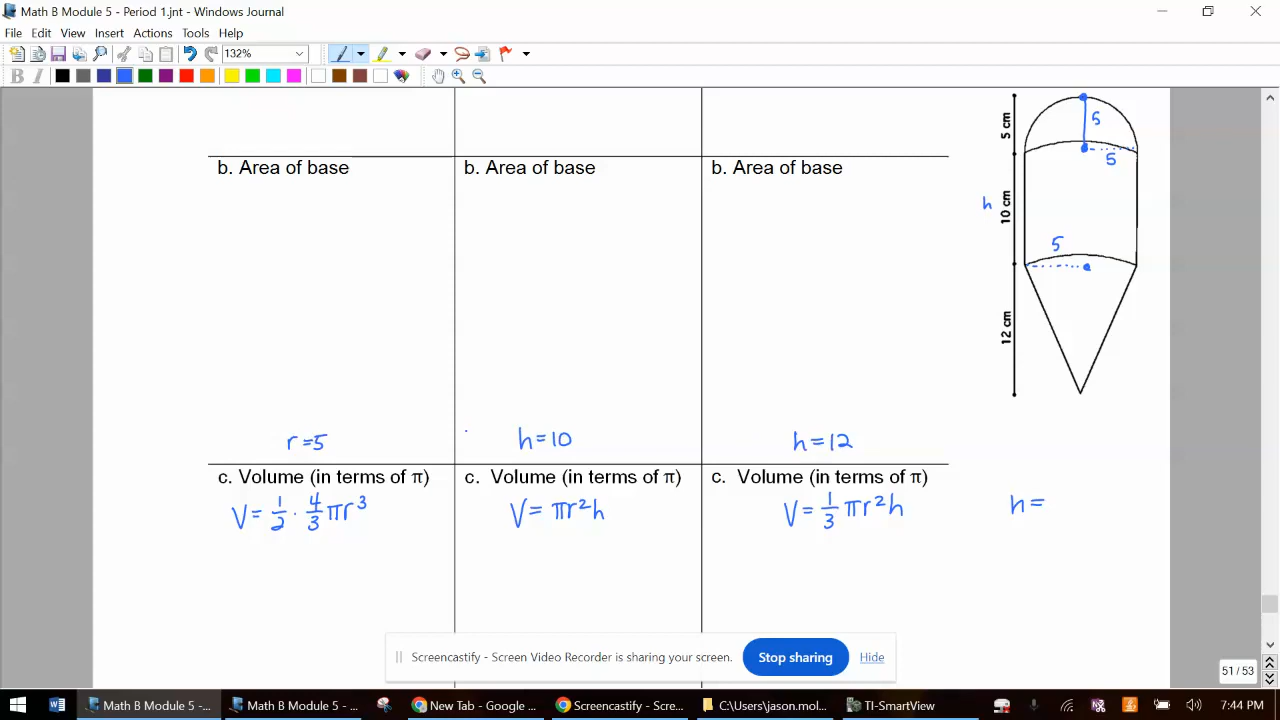 Math B Module 5 - Period 1.jnt - Windows Journal
File Edit View Insert Actions Tools Help
132%
B I
5 cm
5
5
b. Area of base
b. Area of base
b. Area of base
h
10 cm
5
12 cm
r=5
h=10
h=12
c. Volume (in terms of π)
c. Volume (in terms of π)
c. Volume (in terms of π)
V= 1/2 · 4/3 πr³
V= πr²h
V= 1/3 πr²h
h=
Screencastify - Screen Video Recorder is sharing your screen.
Stop sharing
Hide
51 / 53
Math B Module 5 -...
Math B Module 5 -...
New Tab - Google ...
Screencastify - Scre...
C:\Users\jason.mol...
TI-SmartView
7:44 PM